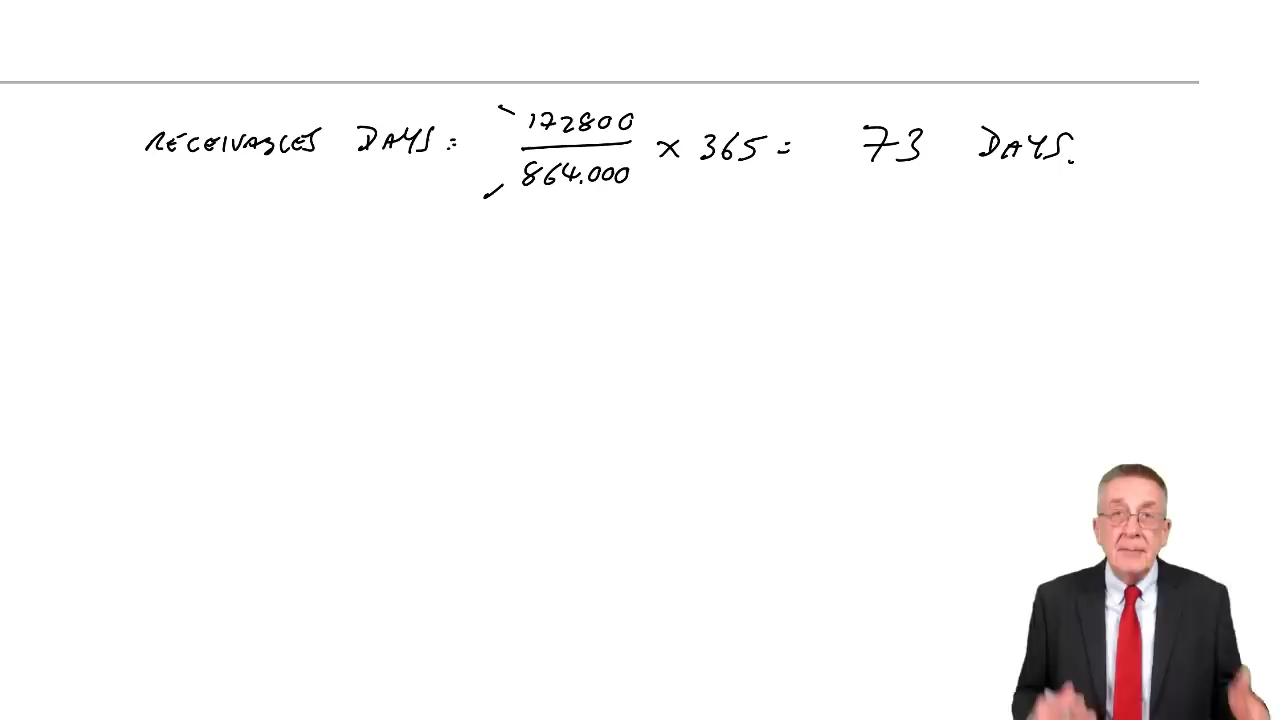 RECEIVABLES DAYS = 172800 / 864.000 × 365 = 73 DAYS.